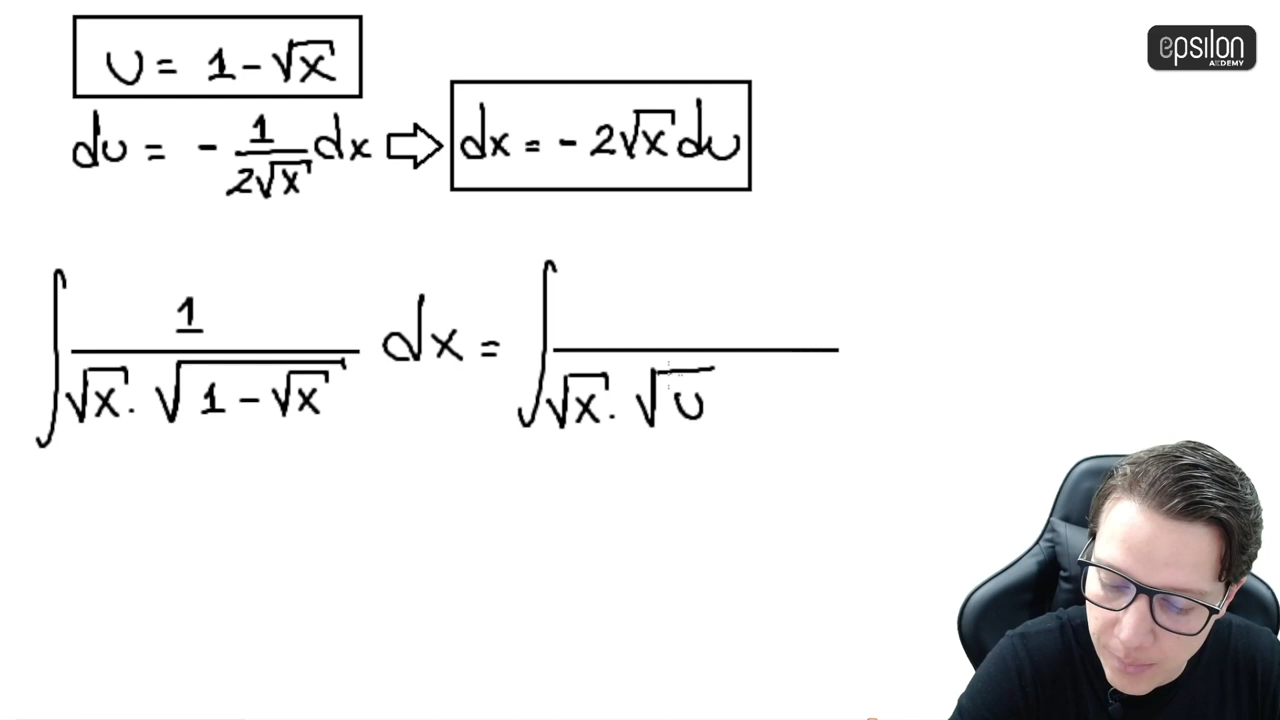 epsilon
ACADEMY
u = 1 - √x
du = - 1/(2√x) dx ⇨ dx = - 2√x du
∫ 1/(√x · √(1 - √x)) dx = ∫ /(√x · √u)